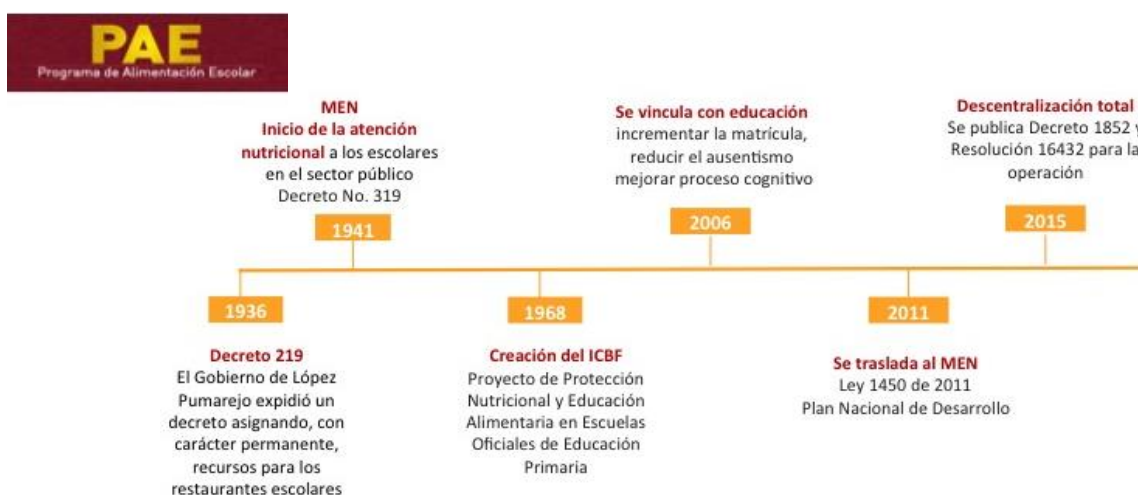 PAE
Programa de Alimentación Escolar
MEN
Inicio de la atención
nutricional a los escolares
en el sector público
Decreto No. 319
1941
Se vincula con educación
incrementar la matrícula,
reducir el ausentismo
mejorar proceso cognitivo
2006
Descentralización total
Se publica Decreto 1852 y
Resolución 16432 para la
operación
2015
1936
Decreto 219
El Gobierno de López
Pumarejo expidió un
decreto asignando, con
carácter permanente,
recursos para los
restaurantes escolares
1968
Creación del ICBF
Proyecto de Protección
Nutricional y Educación
Alimentaria en Escuelas
Oficiales de Educación
Primaria
2011
Se traslada al MEN
Ley 1450 de 2011
Plan Nacional de Desarrollo